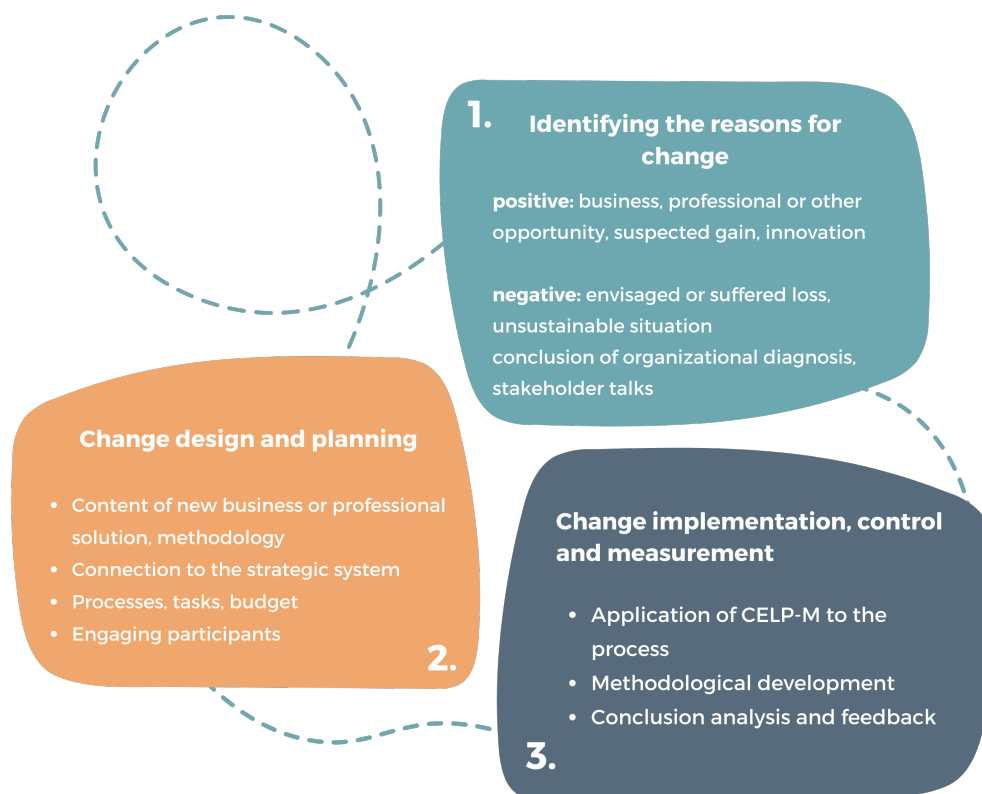 1.
Identifying the reasons for
change
positive: business, professional or other
opportunity, suspected gain, innovation
negative: envisaged or suffered loss,
unsustainable situation
conclusion of organizational diagnosis,
stakeholder talks
Change design and planning
• Content of new business or professional
solution, methodology
• Connection to the strategic system
• Processes, tasks, budget
• Engaging participants
2.
Change implementation, control
and measurement
• Application of CELP-M to the
process
• Methodological development
• Conclusion analysis and feedback
3.